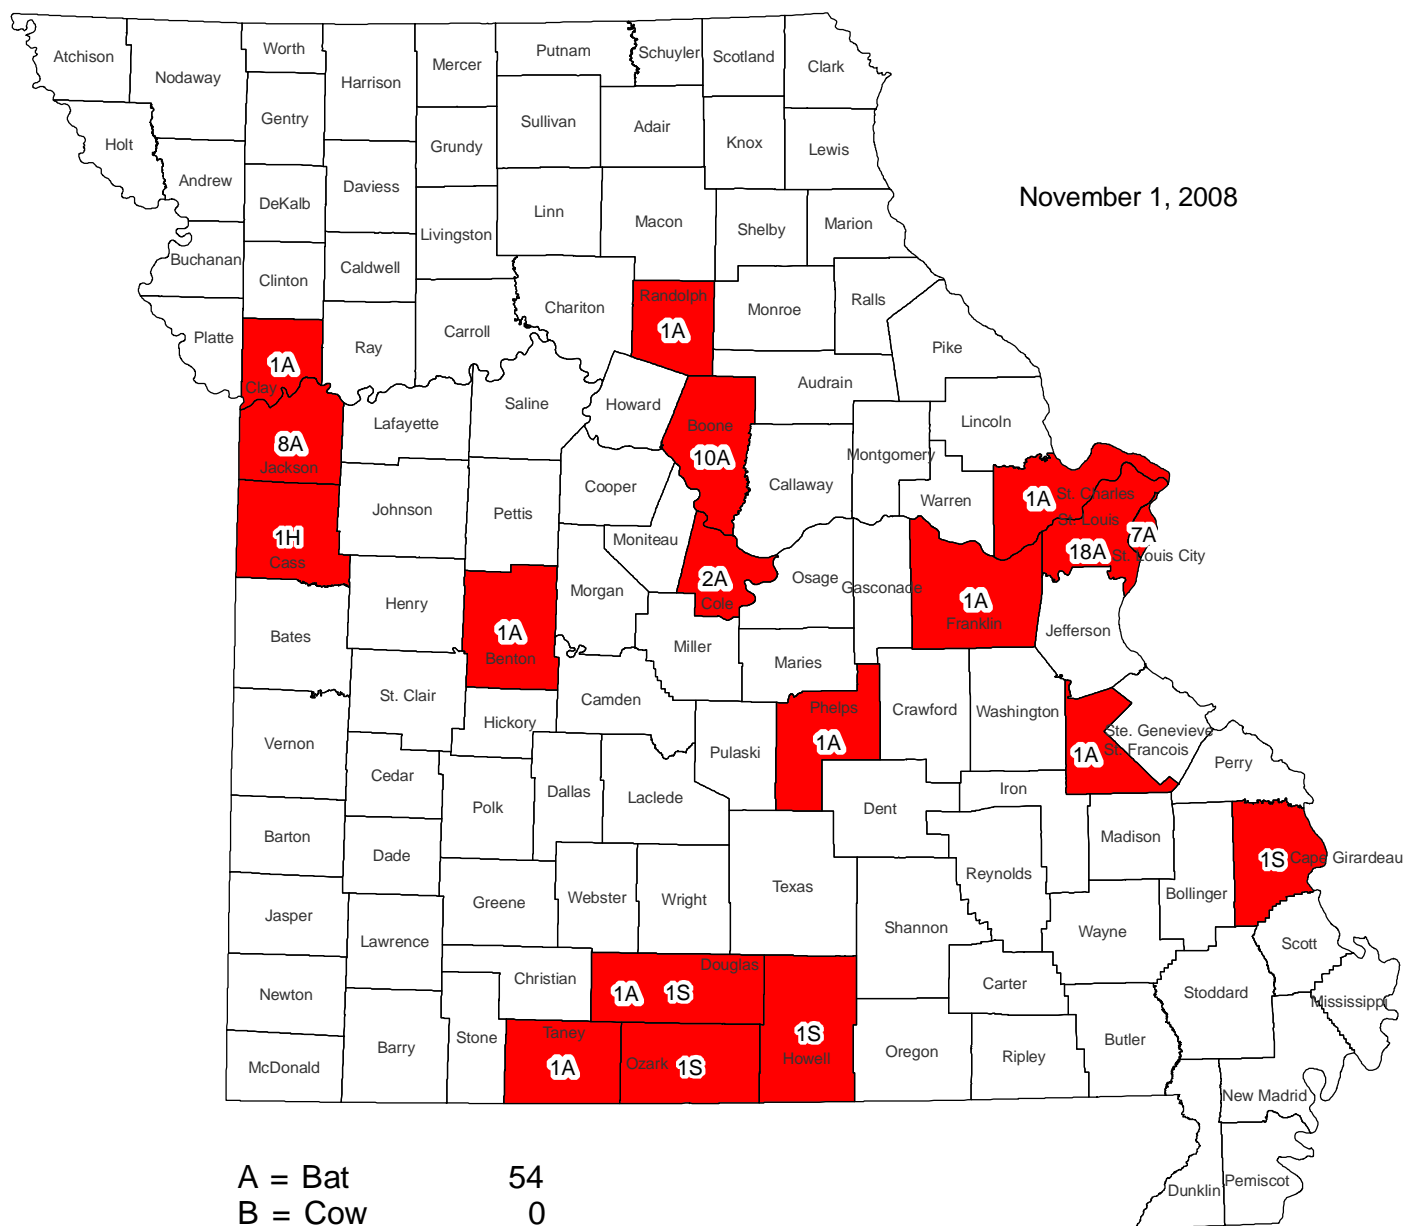 Atchison
Nodaway
Worth
Harrison
Mercer
Putnam
Schuyler
Scotland
Clark
Gentry
Sullivan
Adair
Knox
Lewis
Holt
Andrew
DeKalb
Daviess
Grundy
Linn
Macon
Shelby
Marion
November 1, 2008
Livingston
Buchanan
Clinton
Caldwell
Chariton
Randolph
1A
Monroe
Ralls
Platte
Ray
Carroll
Pike
1A
Clay
Audrain
Saline
Howard
Lafayette
Lincoln
Boone
10A
8A
Jackson
Montgomery
Callaway
Cooper
Warren
1A
St. Charles
St. Louis
18A
7A
St. Louis City
Johnson
Pettis
Moniteau
1H
Cass
2A
Cole
Osage
Gasconade
1A
Franklin
Morgan
Henry
Bates
1A
Benton
Miller
Maries
Jefferson
St. Clair
Camden
Hickory
Phelps
1A
Crawford
Washington
Ste. Genevieve
St. Francois
1A
Vernon
Pulaski
Perry
Cedar
Dallas
Laclede
Iron
Polk
Dent
Barton
Dade
Madison
1S
Cape Girardeau
Reynolds
Texas
Webster
Wright
Greene
Bollinger
Jasper
Shannon
Wayne
Lawrence
Scott
Douglas
1A
1S
Christian
Carter
Newton
Stoddard
Mississippi
Taney
1A
Stone
Barry
Ozark
1S
1S
Howell
Oregon
Ripley
Butler
McDonald
New Madrid
A = Bat 54
B = Cow 0
Dunklin
Pemiscot